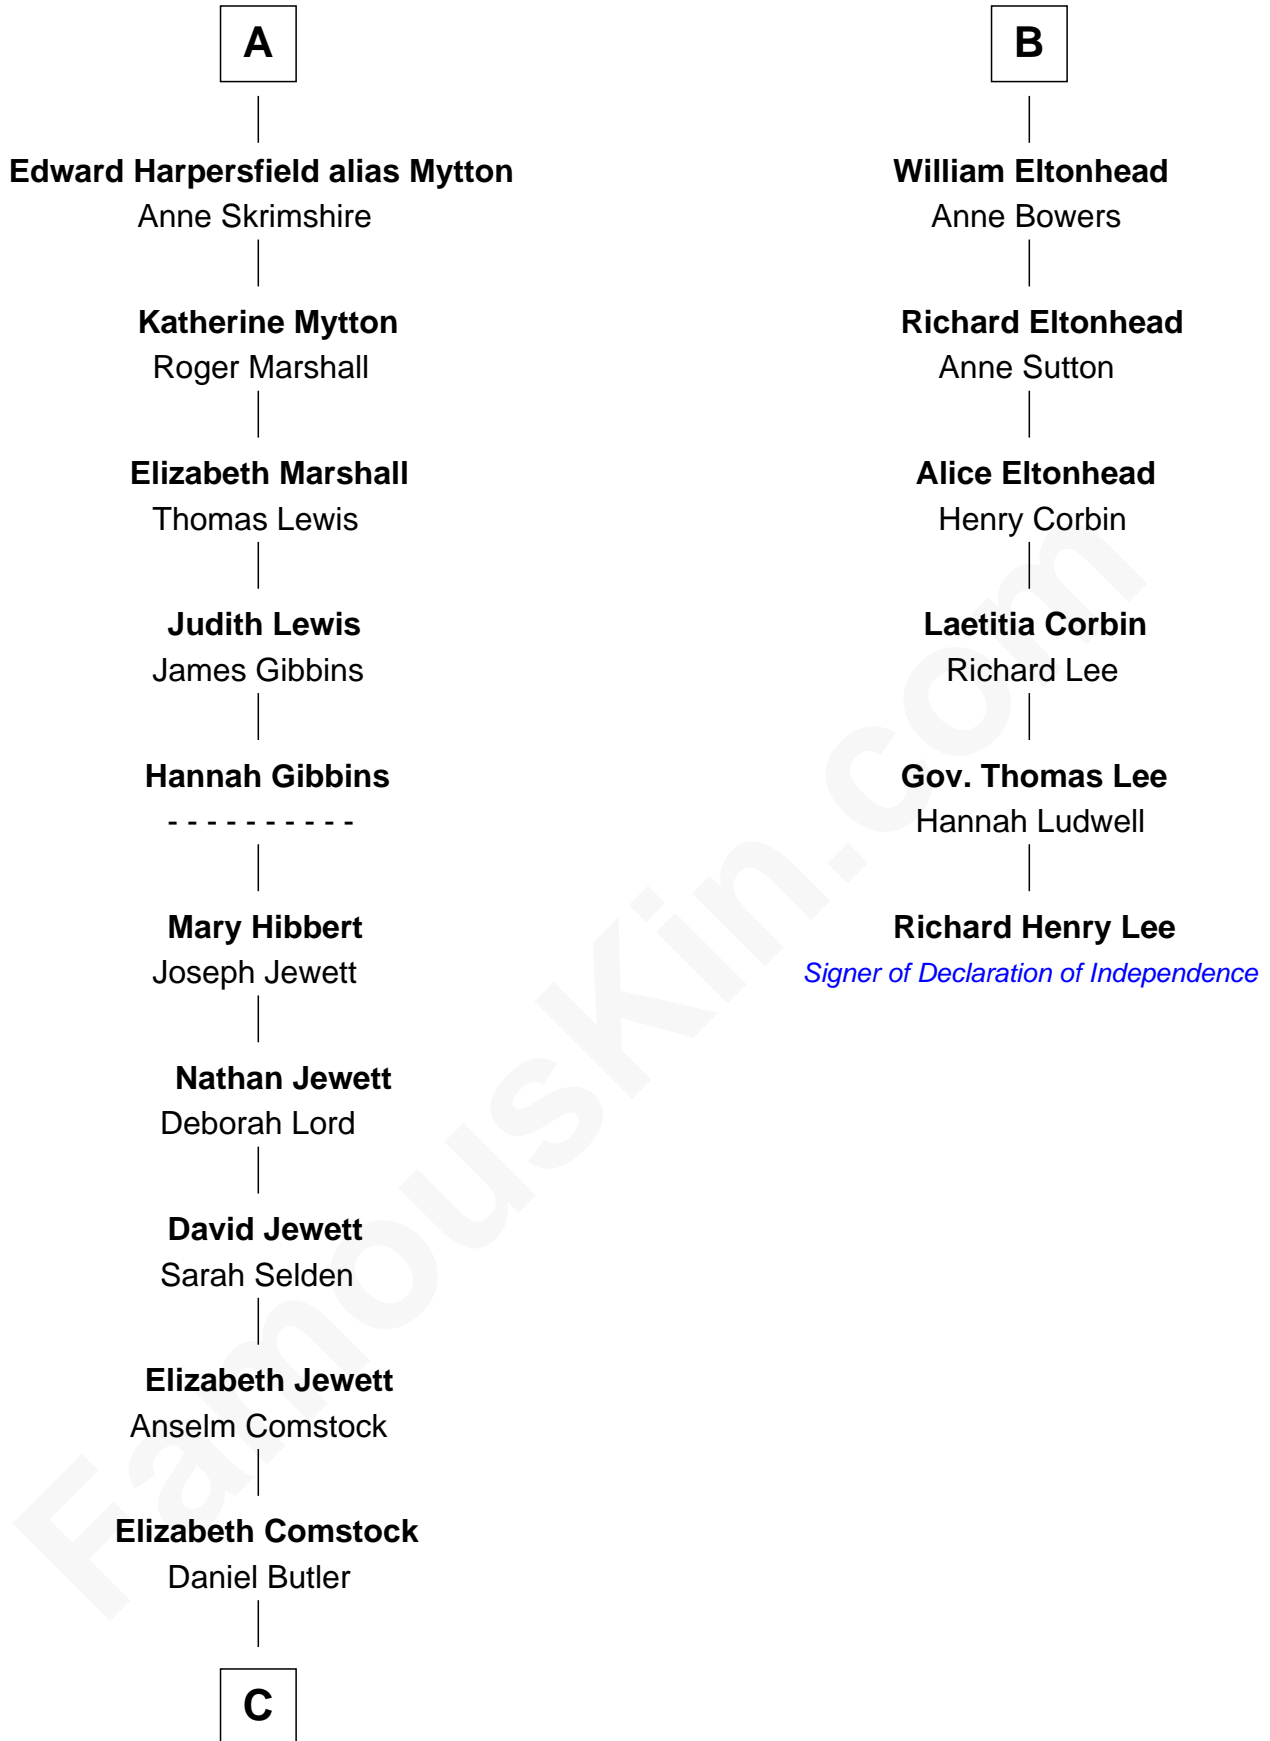 A
Edward Harpersfield alias Mytton
Anne Skrimshire
Katherine Mytton
Roger Marshall
Elizabeth Marshall
Thomas Lewis
Judith Lewis
James Gibbins
Hannah Gibbins
- - - - - - - - - -
Mary Hibbert
Joseph Jewett
Nathan Jewett
Deborah Lord
David Jewett
Sarah Selden
Elizabeth Jewett
Anselm Comstock
Elizabeth Comstock
Daniel Butler
C
B
William Eltonhead
Anne Bowers
Richard Eltonhead
Anne Sutton
Alice Eltonhead
Henry Corbin
Laetitia Corbin
Richard Lee
Gov. Thomas Lee
Hannah Ludwell
Richard Henry Lee
Signer of Declaration of Independence
FamousKin.com